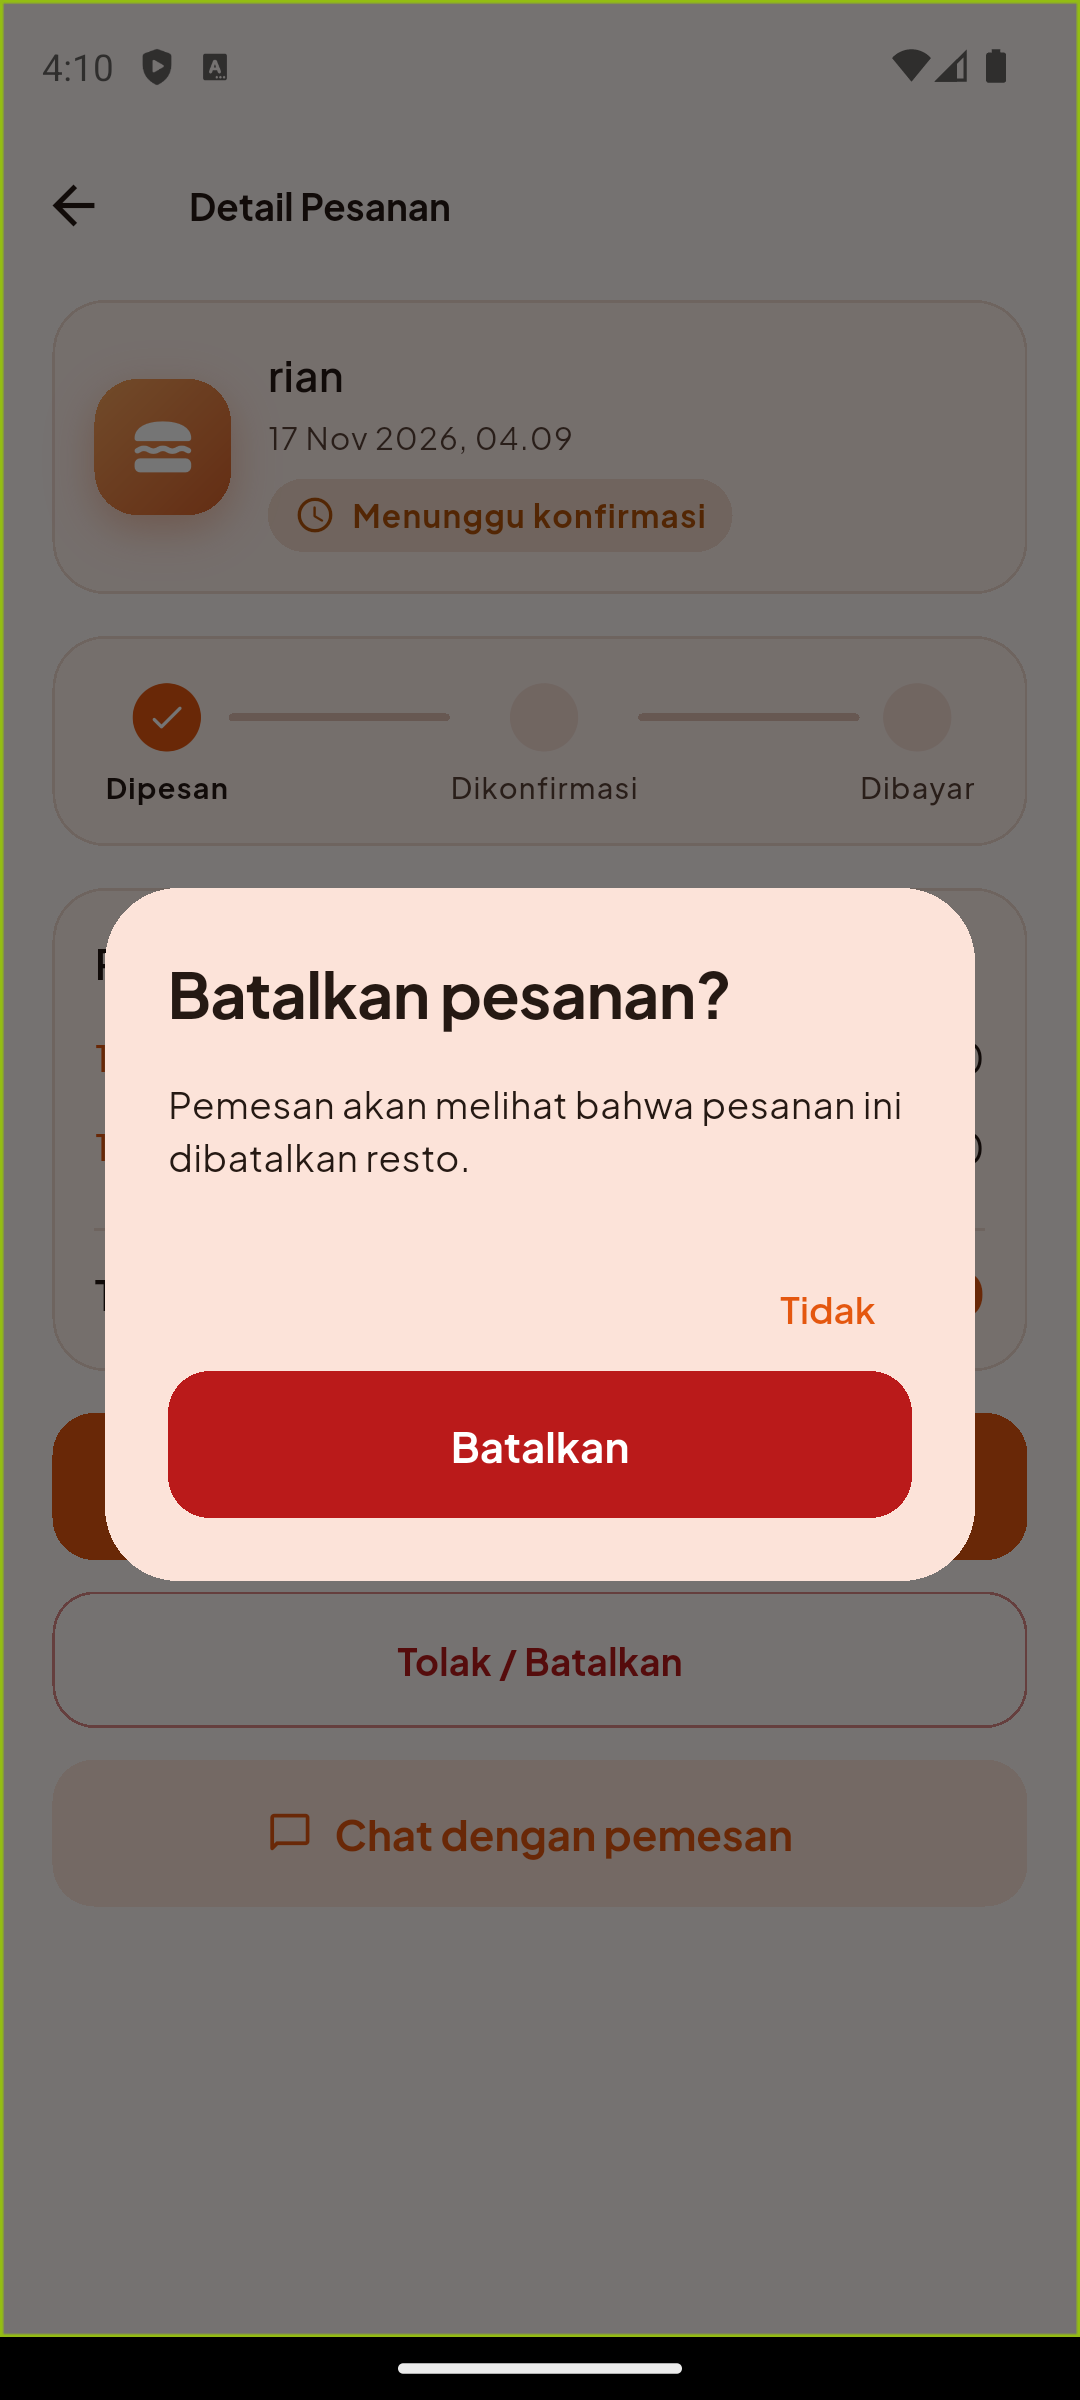 4:10
Detail Pesanan
rian
17 Nov 2026, 04.09
Menunggu konfirmasi
Dipesan
Dikonfirmasi
Dibayar
Batalkan pesanan?
Pemesan akan melihat bahwa pesanan ini
dibatalkan resto.
Tidak
Batalkan
Tolak / Batalkan
Chat dengan pemesan